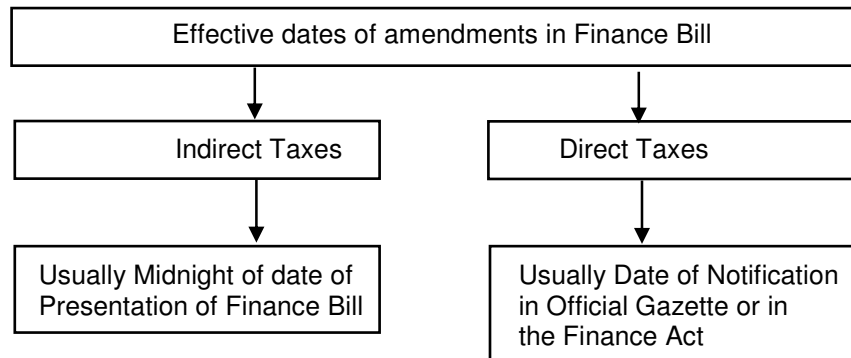 Effective dates of amendments in Finance Bill
Indirect Taxes
Direct Taxes
Usually Midnight of date of
Presentation of Finance Bill
Usually Date of Notification
in Official Gazette or in
the Finance Act